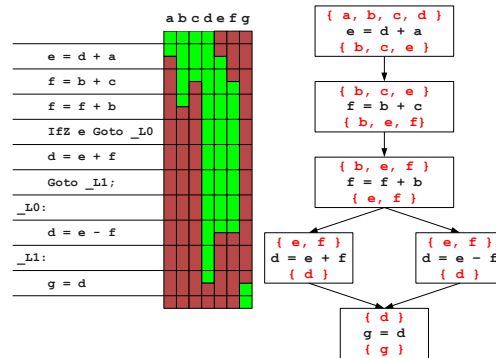 a b c d e f g
e = d + a
f = b + c
f = f + b
IfZ e Goto _L0
d = e + f
Goto _L1;
_L0:
d = e - f
_L1:
g = d
{ a, b, c, d }
e = d + a
{ b, c, e }
{ b, c, e }
f = b + c
{ b, e, f}
{ b, e, f }
f = f + b
{ e, f }
{ e, f }
d = e + f
{ d }
{ e, f }
d = e - f
{ d }
{ d }
g = d
{ g }